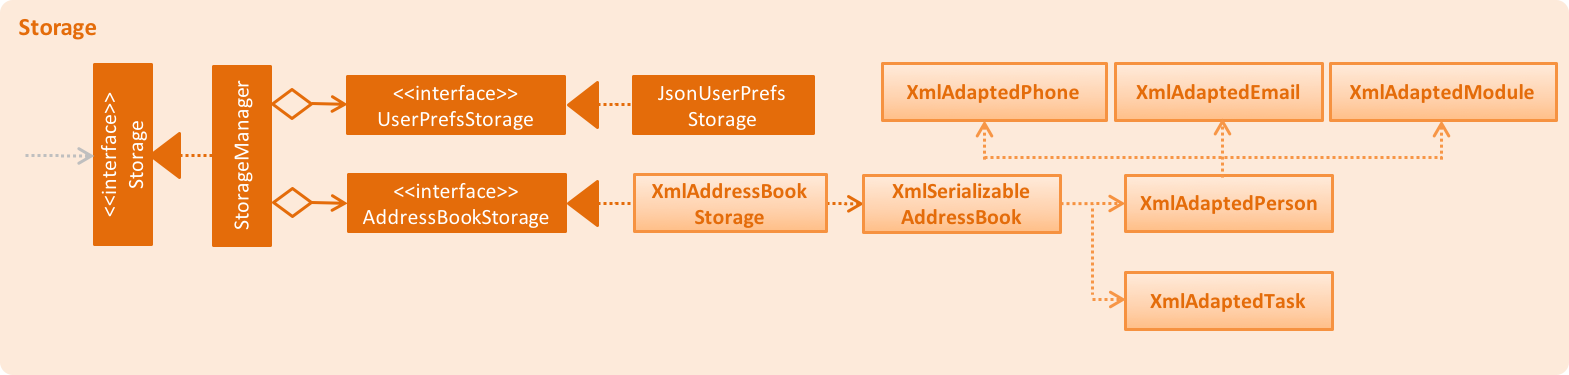 Storage
<<interface>>
Storage
StorageManager
<<interface>>
UserPrefsStorage
JsonUserPrefs
Storage
XmlAdaptedPhone
XmlAdaptedEmail
XmlAdaptedModule
<<interface>>
AddressBookStorage
XmlAddressBook
Storage
XmlSerializable
AddressBook
XmlAdaptedPerson
XmlAdaptedTask